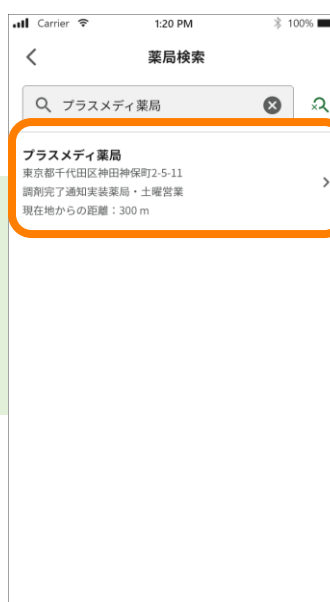 Carrier 1:20 PM 100%
薬局検索
プラスメディ薬局
プラスメディ薬局
東京都千代田区神田神保町2-5-11
調剤完了通知実装薬局・土曜営業
現在地からの距離：300 m